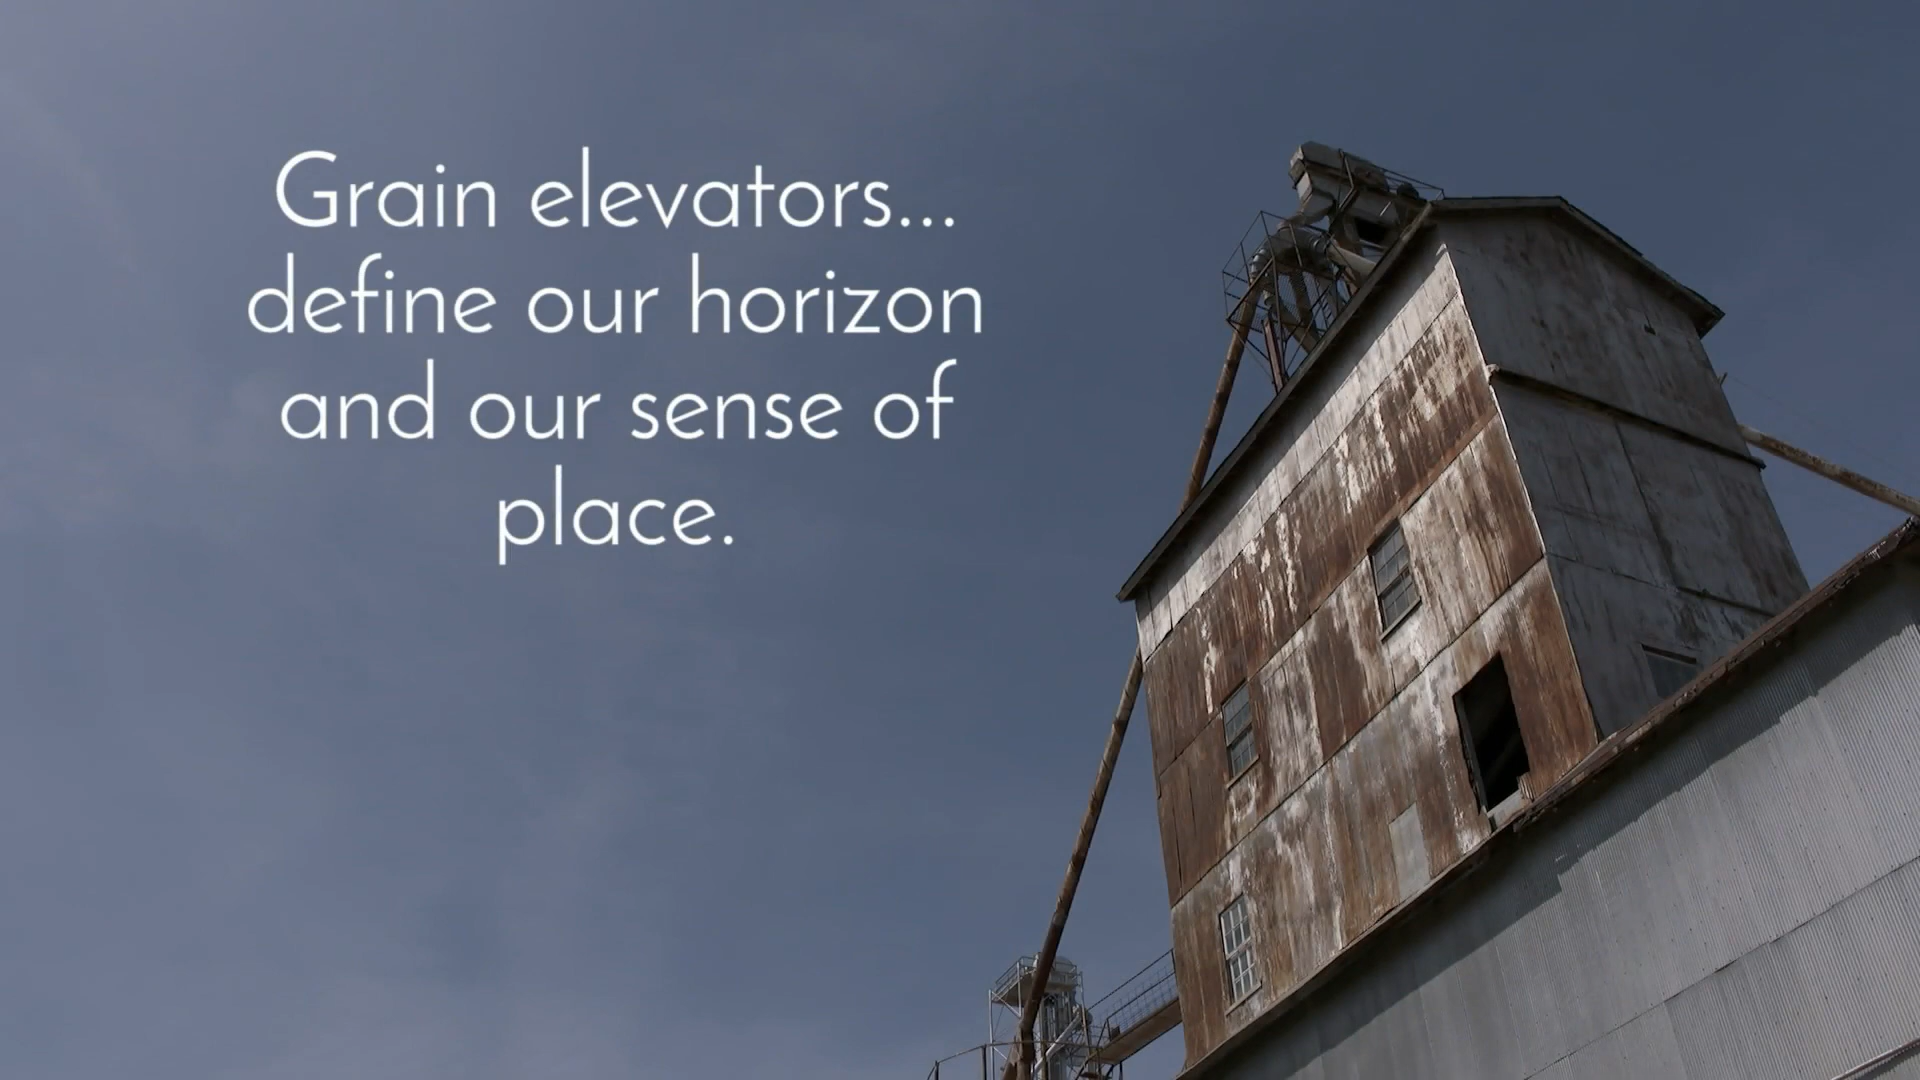 Grain elevators...
define our horizon
and our sense of
place.